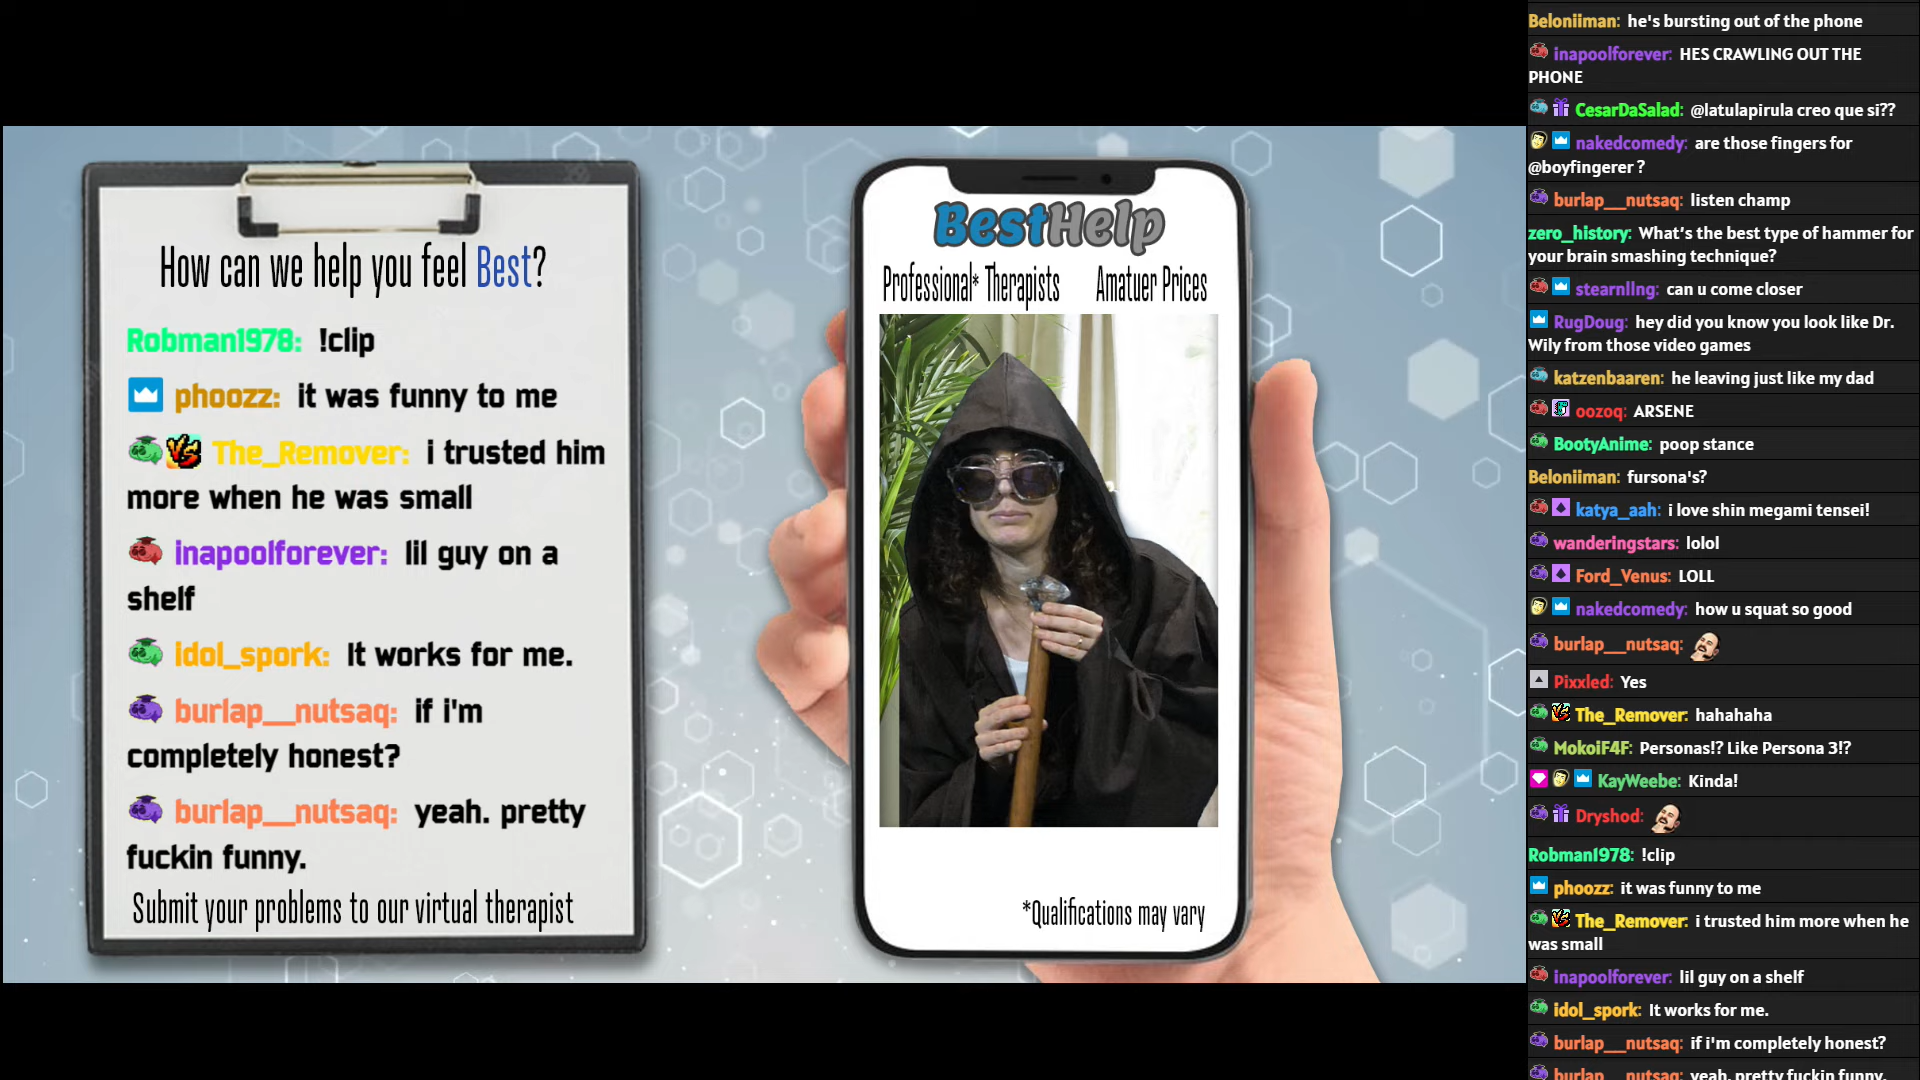 How can we help you feel Best?
Robman1978: !clip
phoozz: it was funny to me
The_Remover: i trusted him
more when he was small
inapoolforever: lil guy on a
shelf
idol_spork: It works for me.
burlap__nutsaq: if i'm
completely honest?
burlap__nutsaq: yeah. pretty
fuckin funny.
Submit your problems to our virtual therapist
BestHelp
Professional* Therapists Amatuer Prices
*Qualifications may vary
Beloniiman: he's bursting out of the phone
inapoolforever: HES CRAWLING OUT THE
PHONE
CesarDaSalad: @latulapirula creo que si??
nakedcomedy: are those fingers for
@boyfingerer ?
burlap__nutsaq: listen champ
zero_history: What's the best type of hammer for
your brain smashing technique?
stearnllng: can u come closer
RugDoug: hey did you know you look like Dr.
Wily from those video games
katzenbaaren: he leaving just like my dad
oozoq: ARSENE
BootyAnime: poop stance
Beloniiman: fursona's?
katya_aah: i love shin megami tensei!
wanderingstars: lolol
Ford_Venus: LOLL
nakedcomedy: how u squat so good
burlap__nutsaq:
Pixxled: Yes
The_Remover: hahahaha
MokoiF4F: Personas!? Like Persona 3!?
KayWeebe: Kinda!
Dryshod:
Robman1978: !clip
phoozz: it was funny to me
The_Remover: i trusted him more when he
was small
inapoolforever: lil guy on a shelf
idol_spork: It works for me.
burlap__nutsaq: if i'm completely honest?
burlap__nutsaq: yeah. pretty fuckin funny.